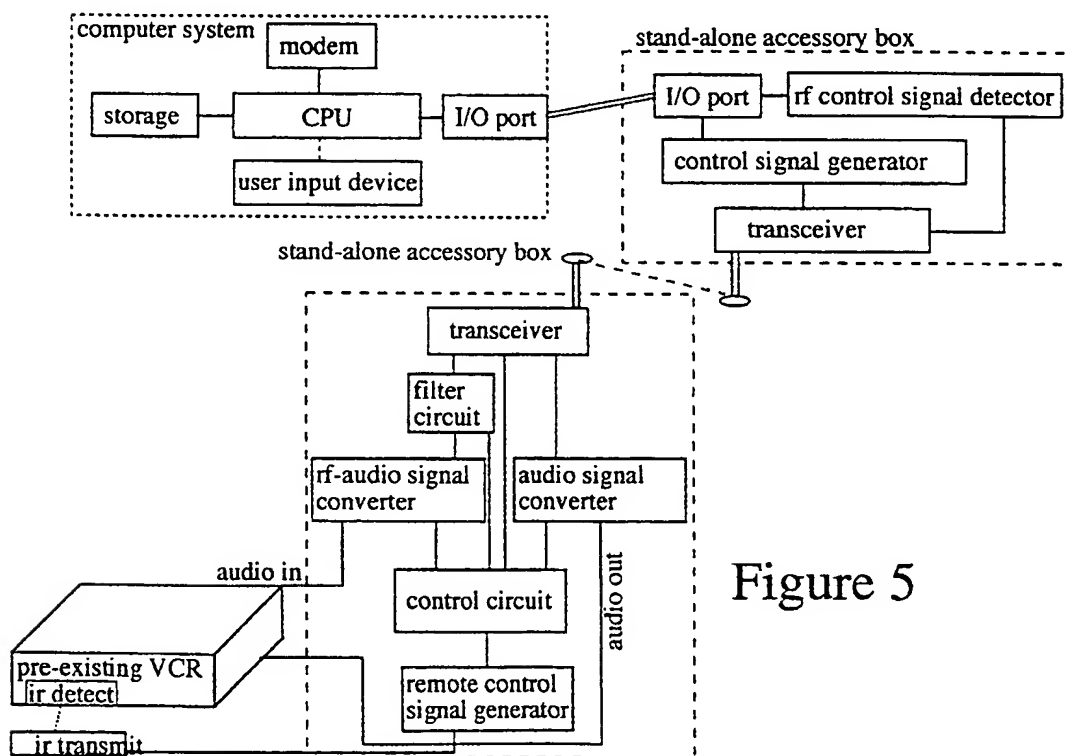 computer system
modem
storage
CPU
I/O port
user input device
stand-alone accessory box
I/O port
rf control signal detector
control signal generator
transceiver
stand-alone accessory box
transceiver
filter
circuit
rf-audio signal
converter
audio signal
converter
audio in
audio out
control circuit
pre-existing VCR
ir detect
ir transmit
remote control
signal generator
Figure 5